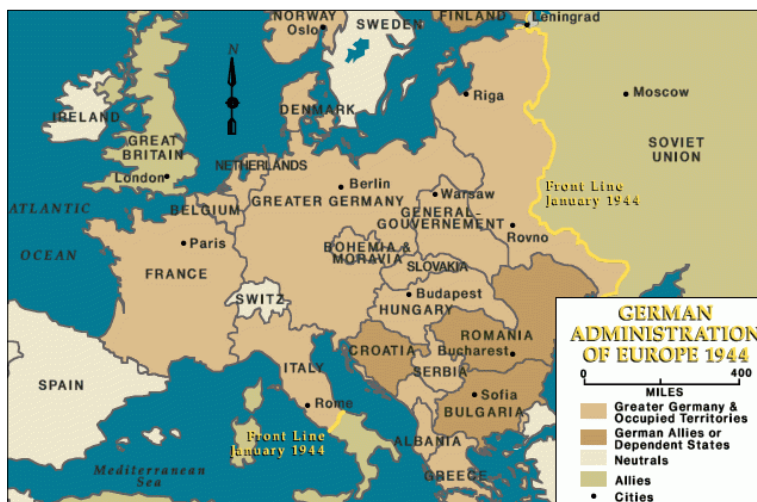 NORWAY
Oslo
SWEDEN
FINLAND
Leningrad
N
Riga
Moscow
DENMARK
IRELAND
GREAT
BRITAIN
SOVIET
UNION
London
NETHERLANDS
Berlin
Warsaw
Front Line
January 1944
ATLANTIC
OCEAN
BELGIUM
GREATER GERMANY
GENERAL-
GOUVERNEMENT
Rovno
Paris
BOHEMIA &
MORAVIA
FRANCE
SLOVAKIA
SWITZ
Budapest
HUNGARY
ROMANIA
Bucharest
CROATIA
ITALY
SERBIA
SPAIN
Rome
Sofia
BULGARIA
Front Line
January 1944
ALBANIA
Mediterranean
Sea
GREECE
GERMAN
ADMINISTRATION
OF EUROPE 1944
0
400
MILES
Greater Germany &
Occupied Territories
German Allies or
Dependent States
Neutrals
Allies
Cities